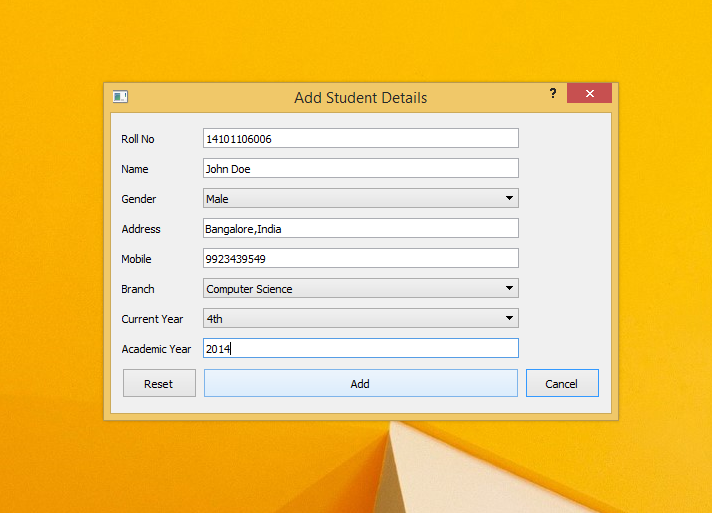 Add Student Details
?
Roll No 14101106006
Name John Doe
Gender Male
Address Bangalore,India
Mobile 9923439549
Branch Computer Science
Current Year 4th
Academic Year 2014
Reset Add Cancel